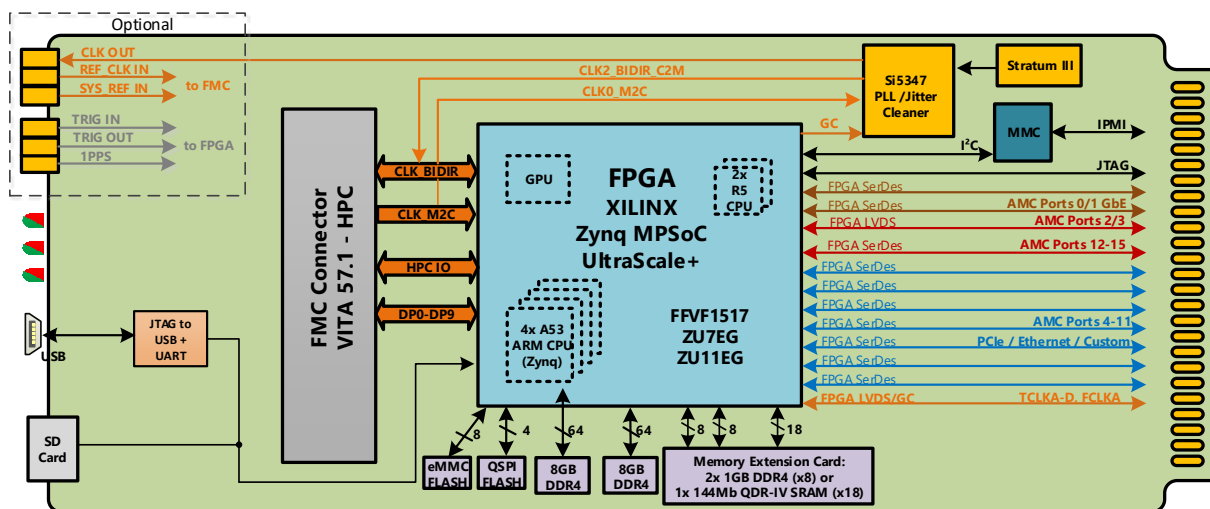 Optional
CLK OUT
REF_CLK IN
SYS_REF IN
to FMC
TRIG IN
TRIG OUT
1PPS
to FPGA
CLK2_BIDIR_C2M
CLK0_M2C
Si5347
PLL /Jitter
Cleaner
Stratum III
GC
MMC
IPMI
I²C
JTAG
FMC Connector
VITA 57.1 - HPC
CLK BIDIR
CLK M2C
HPC IO
DP0-DP9
GPU
FPGA
XILINX
Zynq MPSoC
UltraScale+
2x
R5
CPU
4x A53
ARM CPU
(Zynq)
FFVF1517
ZU7EG
ZU11EG
FPGA SerDes
FPGA SerDes
AMC Ports 0/1 GbE
FPGA LVDS
AMC Ports 2/3
FPGA SerDes
AMC Ports 12-15
FPGA SerDes
FPGA SerDes
FPGA SerDes
FPGA SerDes
AMC Ports 4-11
FPGA SerDes
PCIe / Ethernet / Custom
FPGA SerDes
FPGA SerDes
FPGA LVDS/GC
TCLKA-D, FCLKA
USB
JTAG to
USB +
UART
SD
Card
8
4
64
64
8
8
18
eMMC
FLASH
QSPI
FLASH
8GB
DDR4
8GB
DDR4
Memory Extension Card:
2x 1GB DDR4 (x8) or
1x 144Mb QDR-IV SRAM (x18)